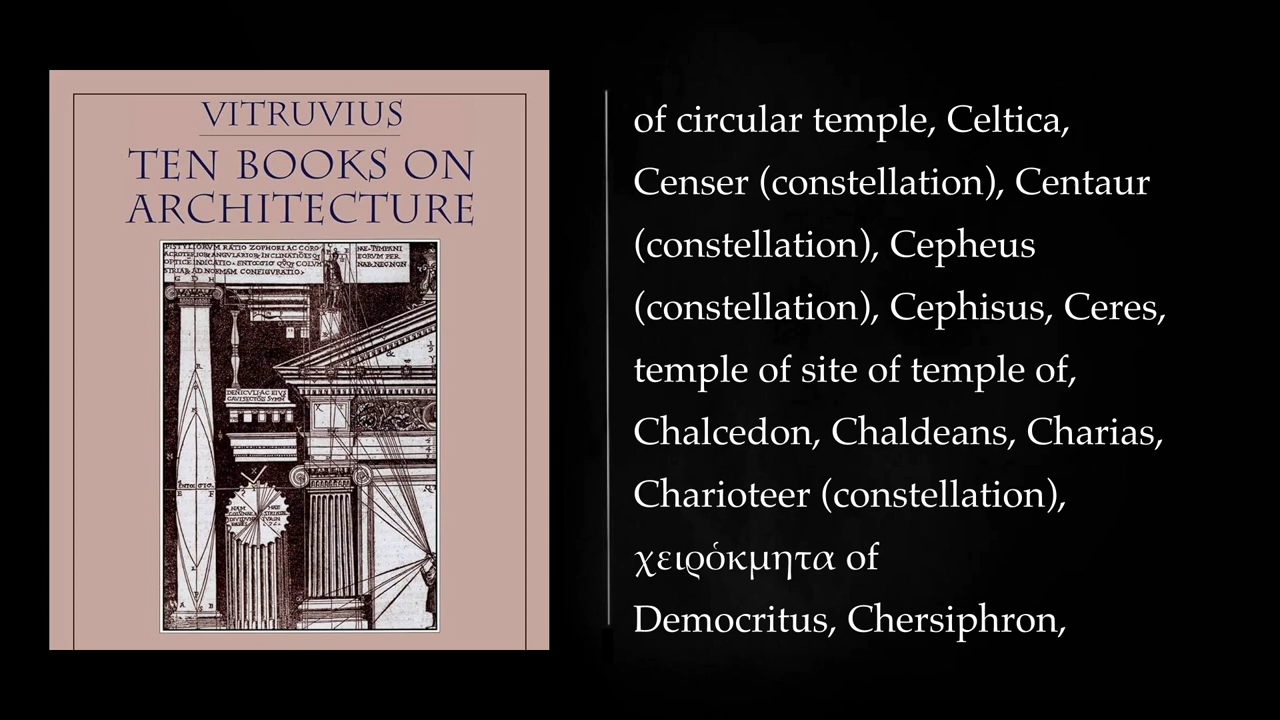 VITRUVIUS
TEN BOOKS ON
ARCHITECTURE
of circular temple, Celtica,
Censer (constellation), Centaur
(constellation), Cepheus
(constellation), Cephisus, Ceres,
temple of site of temple of,
Chalcedon, Chaldeans, Charias,
Charioteer (constellation),
χειρόκμητα of
Democritus, Chersiphron,